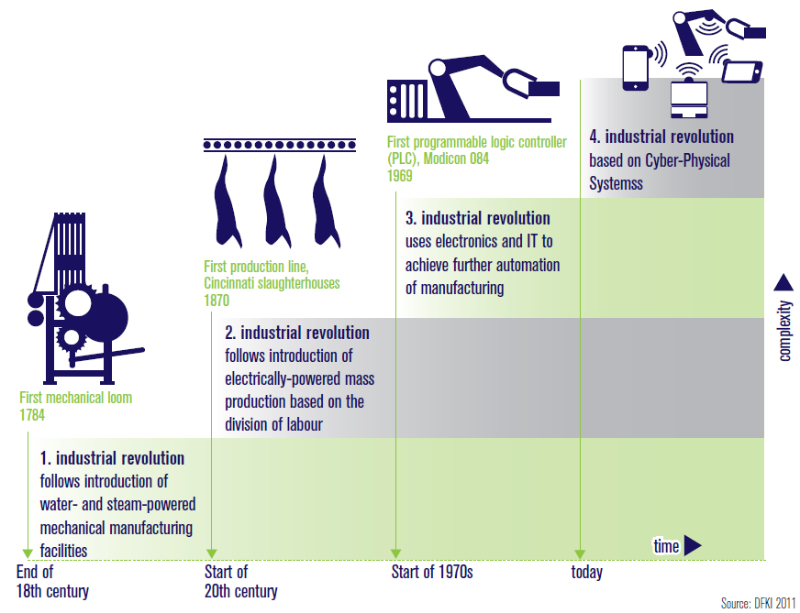 First mechanical loom
1784
1. industrial revolution
follows introduction of
water- and steam-powered
mechanical manufacturing
facilities
End of
18th century
First production line,
Cincinnati slaughterhouses
1870
2. industrial revolution
follows introduction of
electrically-powered mass
production based on the
division of labour
Start of
20th century
First programmable logic controller
(PLC), Modicon 084
1969
3. industrial revolution
uses electronics and IT to
achieve further automation
of manufacturing
Start of 1970s
4. industrial revolution
based on Cyber-Physical
Systemss
today
time
complexity
Source: DFKI 2011